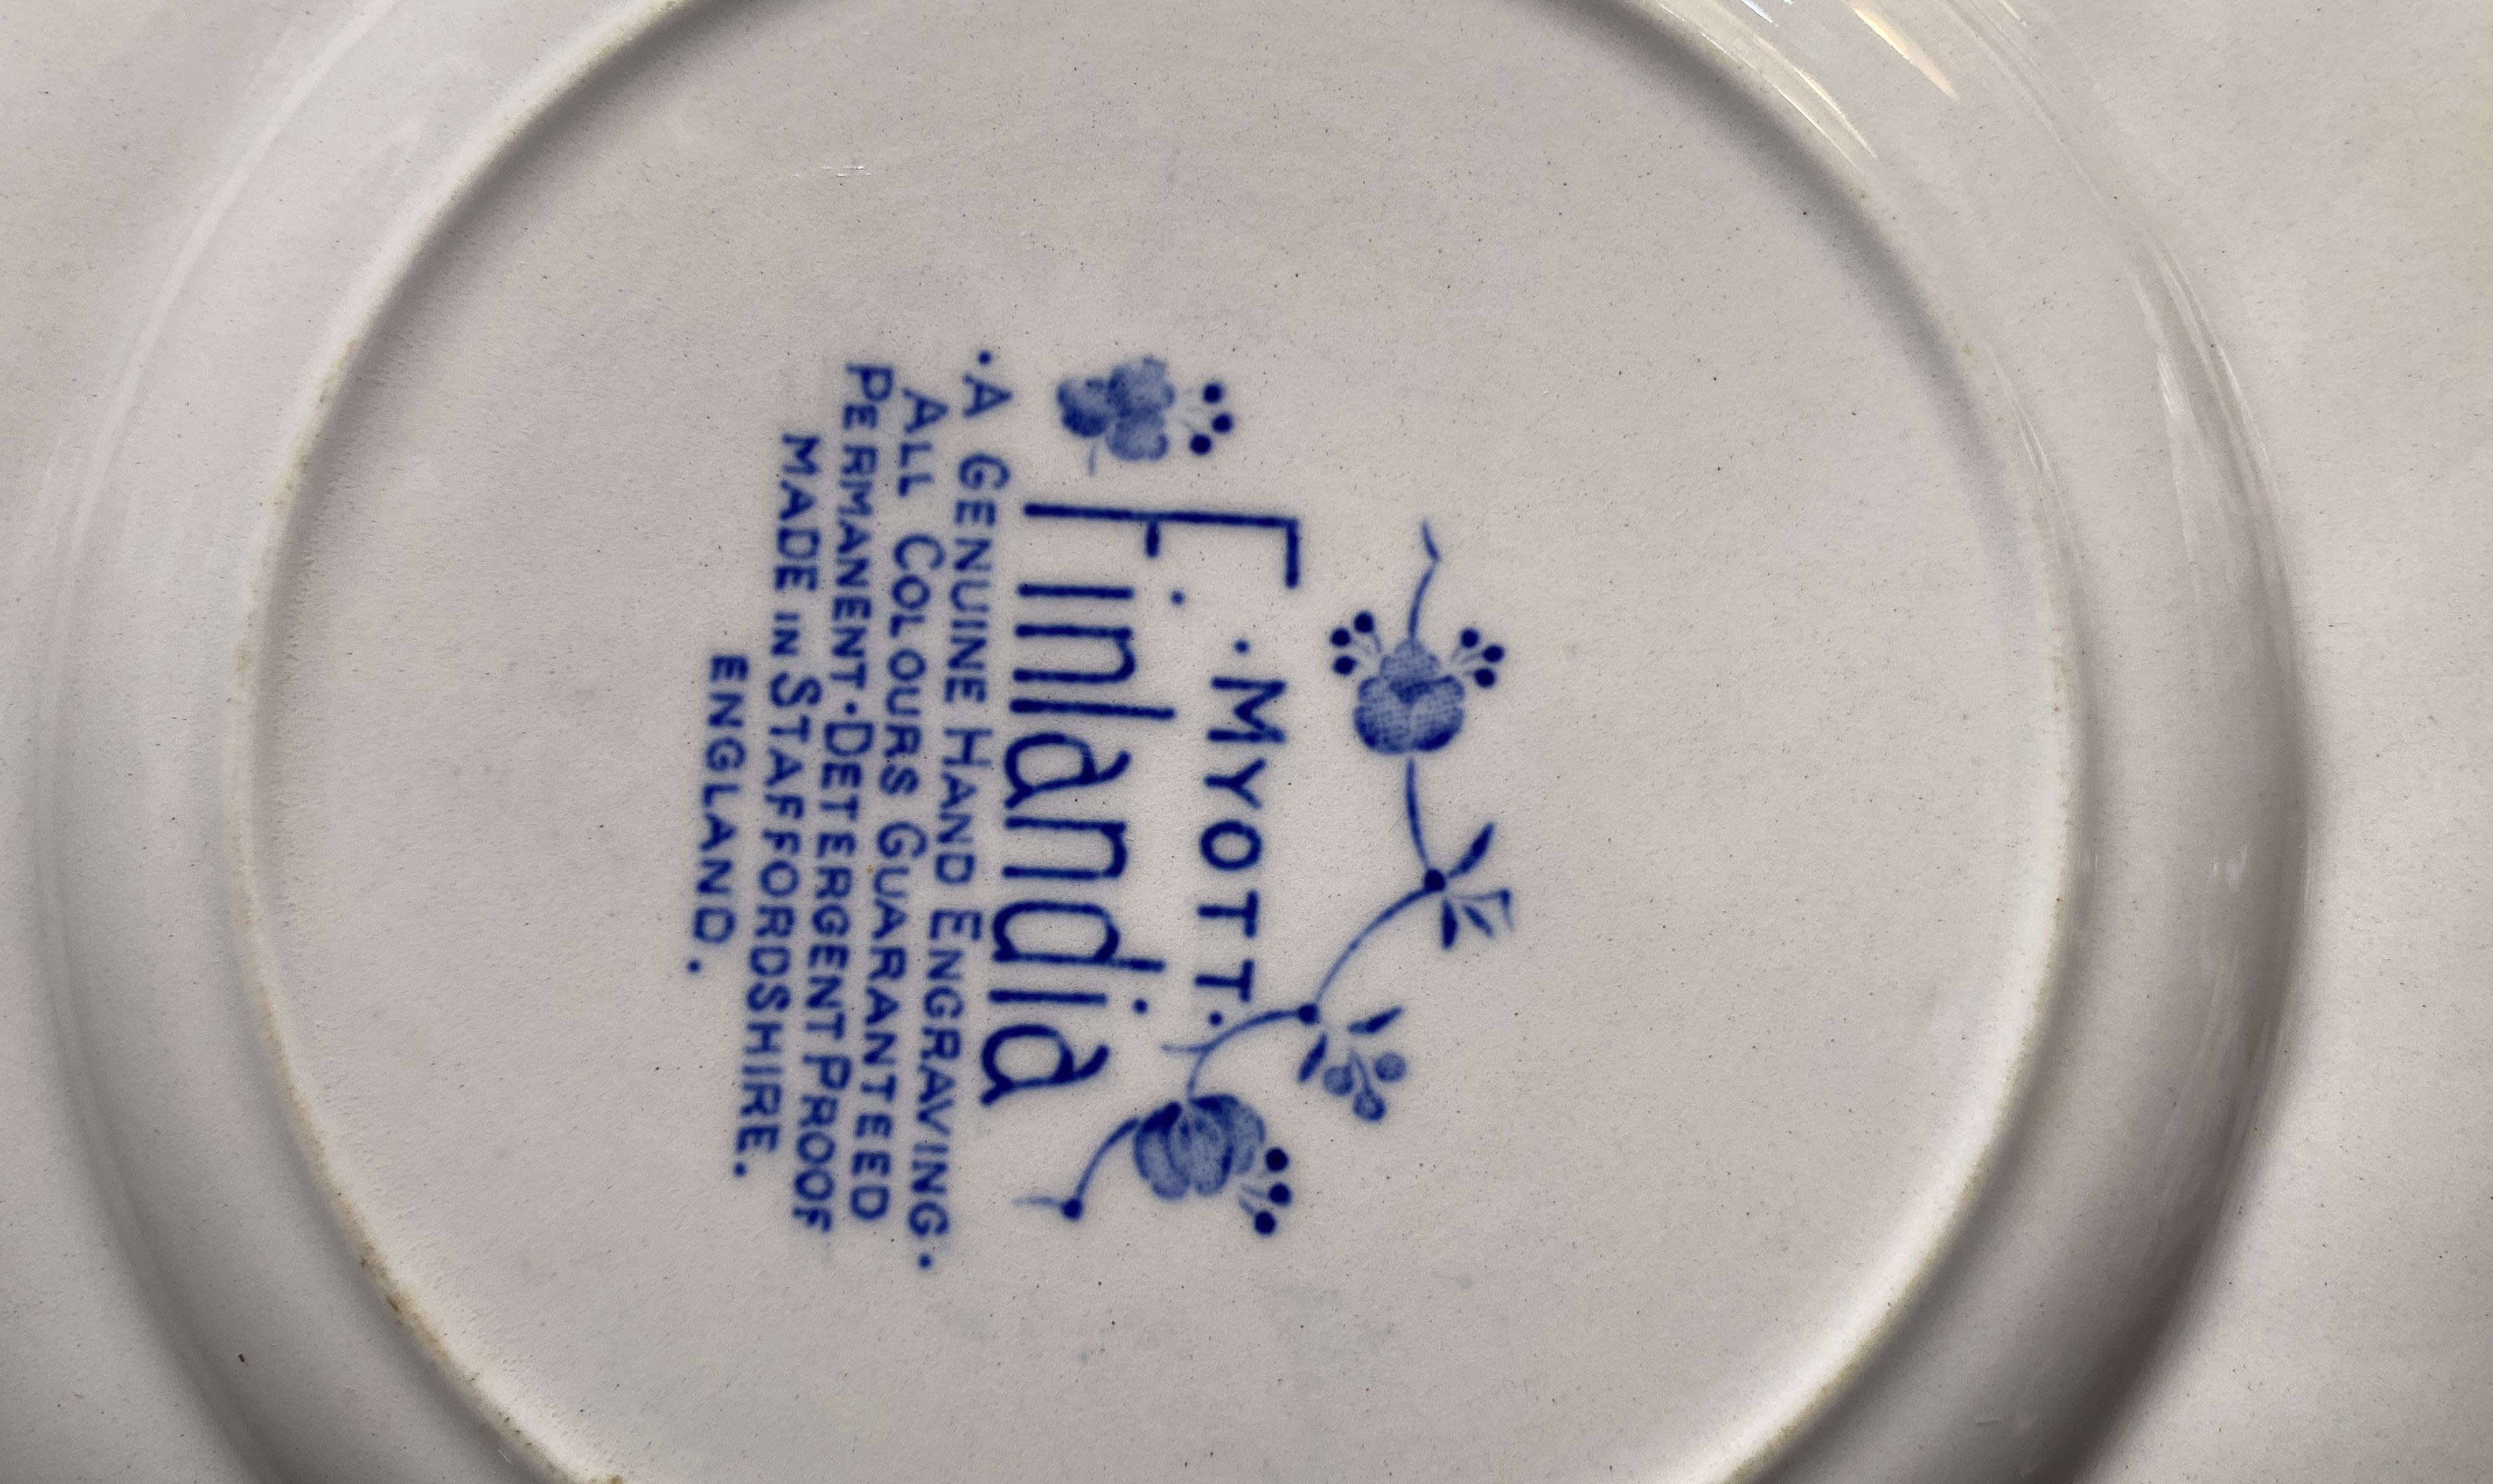 ·MYOTT·
Finlandia
·A GENUINE HAND ENGRAVING·
ALL COLOURS GUARANTEED
PERMANENT·DETERGENT PROOF
MADE IN STAFFORDSHIRE.
ENGLAND.